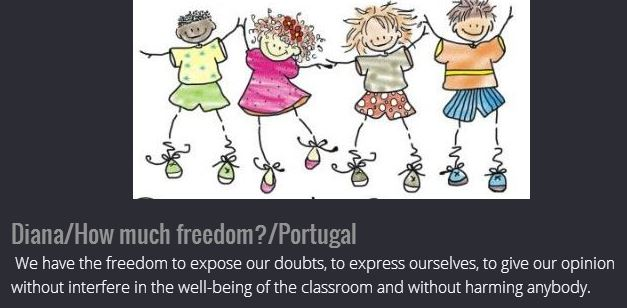 Diana/How much freedom?/Portugal
We have the freedom to expose our doubts, to express ourselves, to give our opinion
without interfere in the well-being of the classroom and without harming anybody.